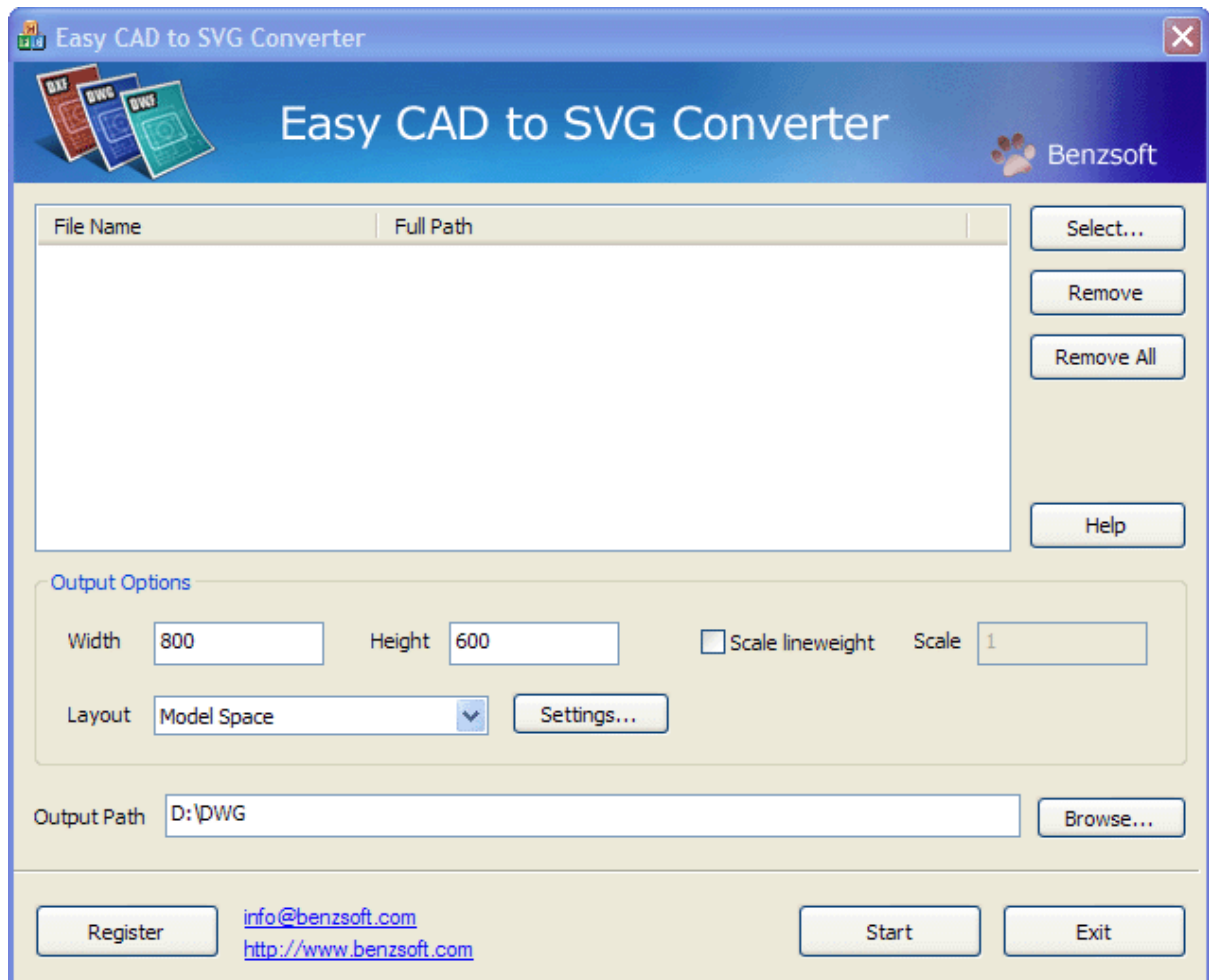 Easy CAD to SVG Converter
DXF
DWG
DWF
Easy CAD to SVG Converter
Benzsoft
File Name Full Path
Select...
Remove
Remove All
Help
Output Options
Width 800 Height 600 Scale lineweight Scale 1
Layout Model Space Settings...
Output Path D:\DWG Browse...
Register
info@benzsoft.com
http://www.benzsoft.com
Start
Exit